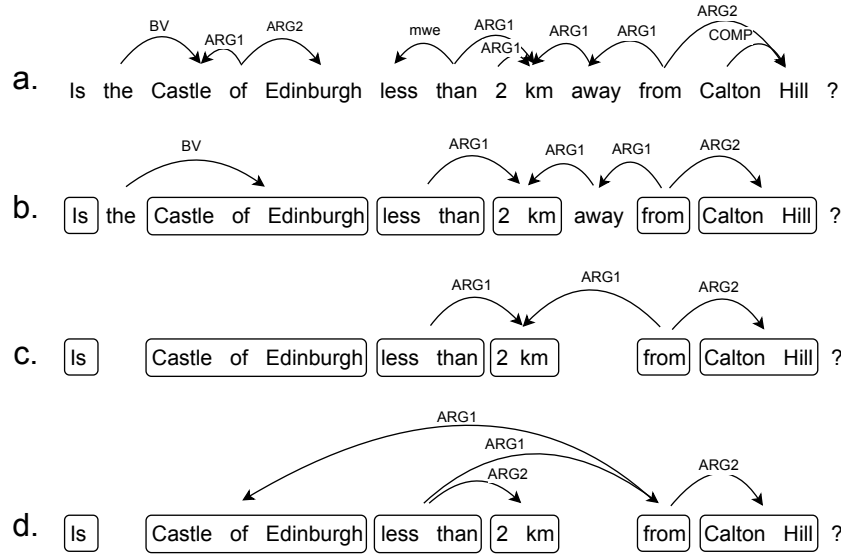 BV ARG1 ARG2 mwe ARG1 ARG1 ARG1 ARG1 ARG2 COMP
a. Is the Castle of Edinburgh less than 2 km away from Calton Hill ?
BV ARG1 ARG1 ARG1 ARG2
b. Is the Castle of Edinburgh less than 2 km away from Calton Hill ?
ARG1 ARG1 ARG2
c. Is Castle of Edinburgh less than 2 km from Calton Hill ?
ARG1
ARG1
ARG2 ARG2
d. Is Castle of Edinburgh less than 2 km from Calton Hill ?